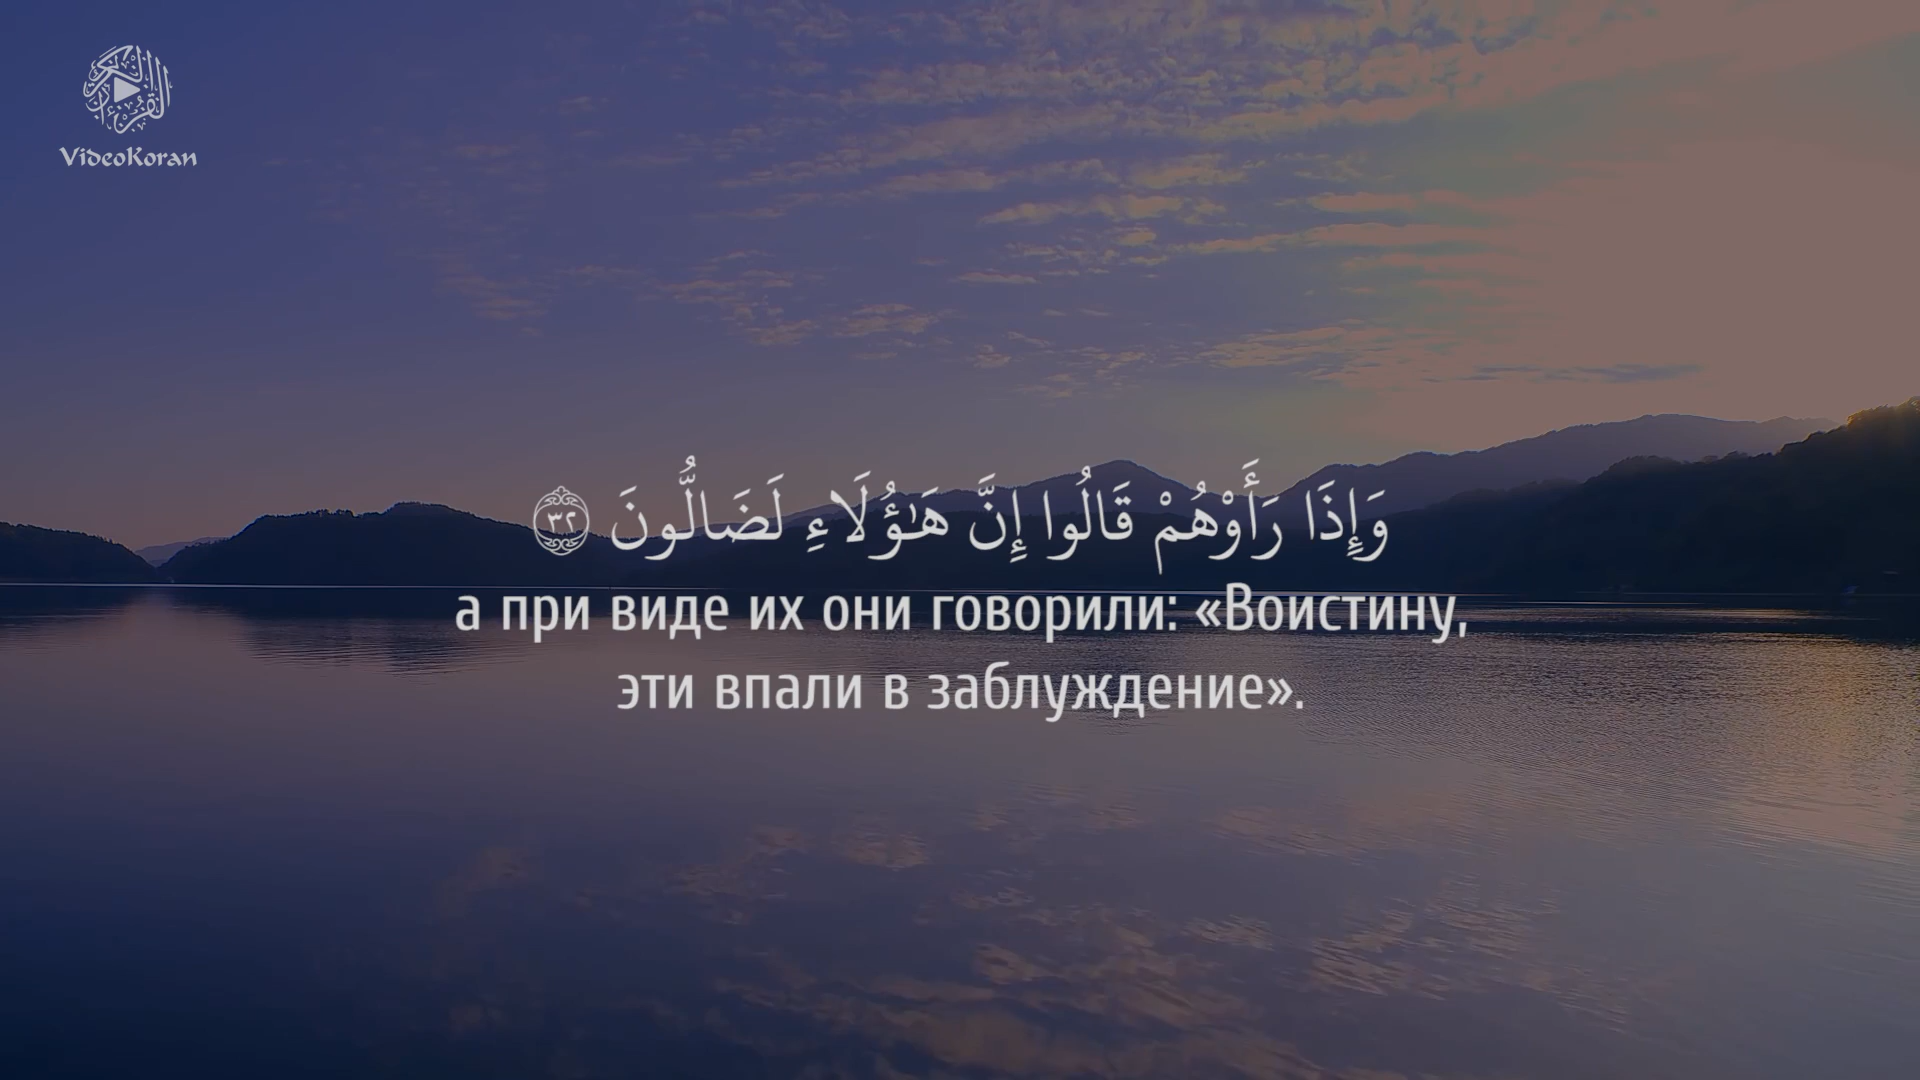 VideoKoran
وَإِذَا رَأَوْهُمْ قَالُوا إِنَّ هَٰؤُلَاءِ لَضَالُّونَ ٣٢
а при виде их они говорили: «Воистину,
эти впали в заблуждение».